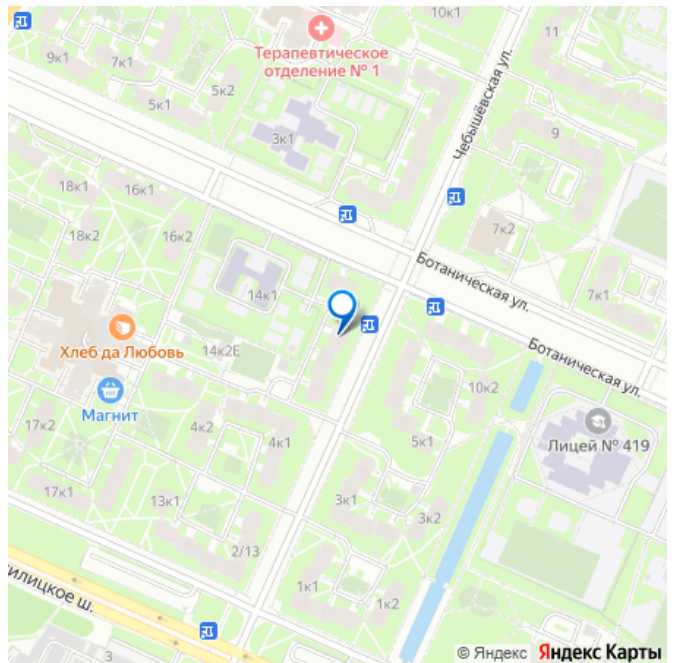 10к1
11
9к1
7к1
Терапевтическое
отделение № 1
5к2
5к1
3к1
Чебышёвская ул.
9
18к1
16к1
18к2
16к2
7к2
Ботаническая ул.
14к1
7к1
Хлеб да Любовь
14к2Е
Ботаническая ул.
10к2
Магнит
17к2
4к2
4к1
5к1
Лицей № 419
17к1
13к1
3к1
3к2
2/13
1к1
1к2
илицкое ш.
3
© Яндекс Яндекс Карты